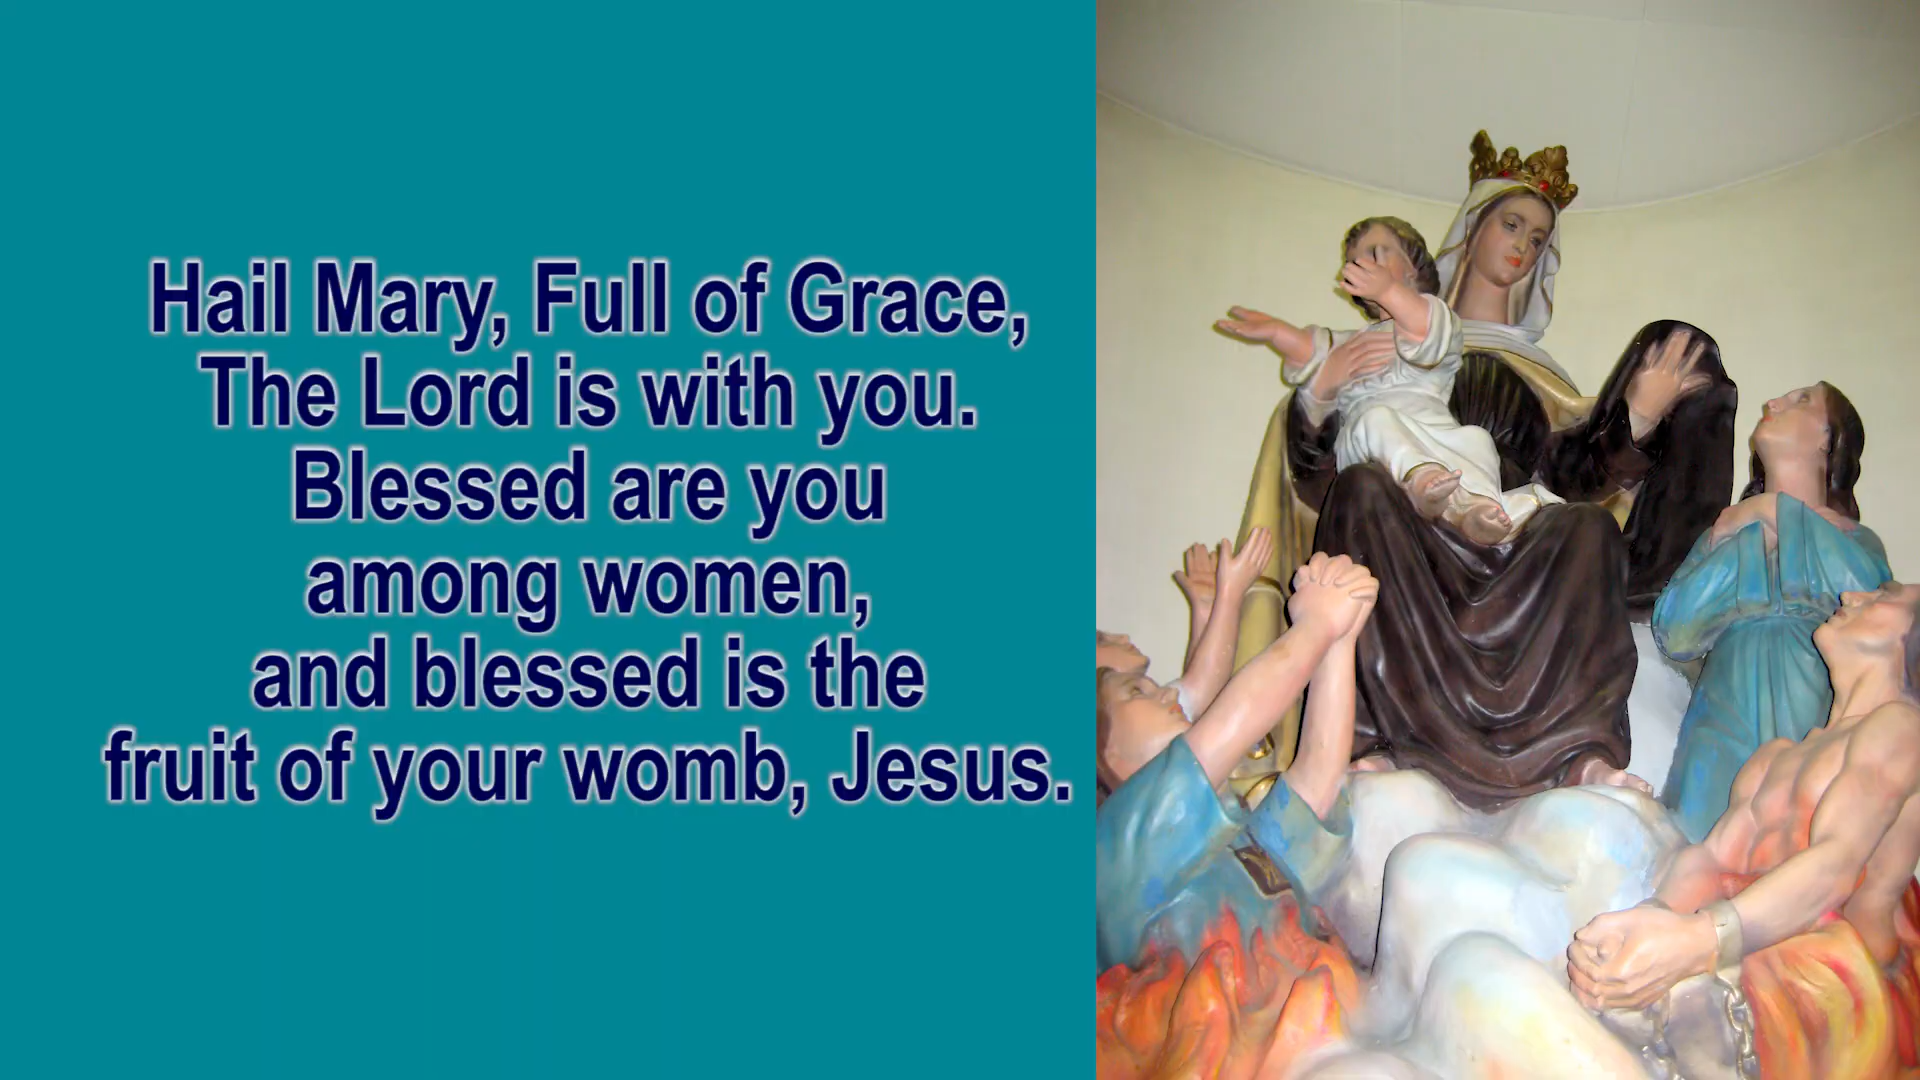 Hail Mary, Full of Grace,
The Lord is with you.
Blessed are you
among women,
and blessed is the
fruit of your womb, Jesus.